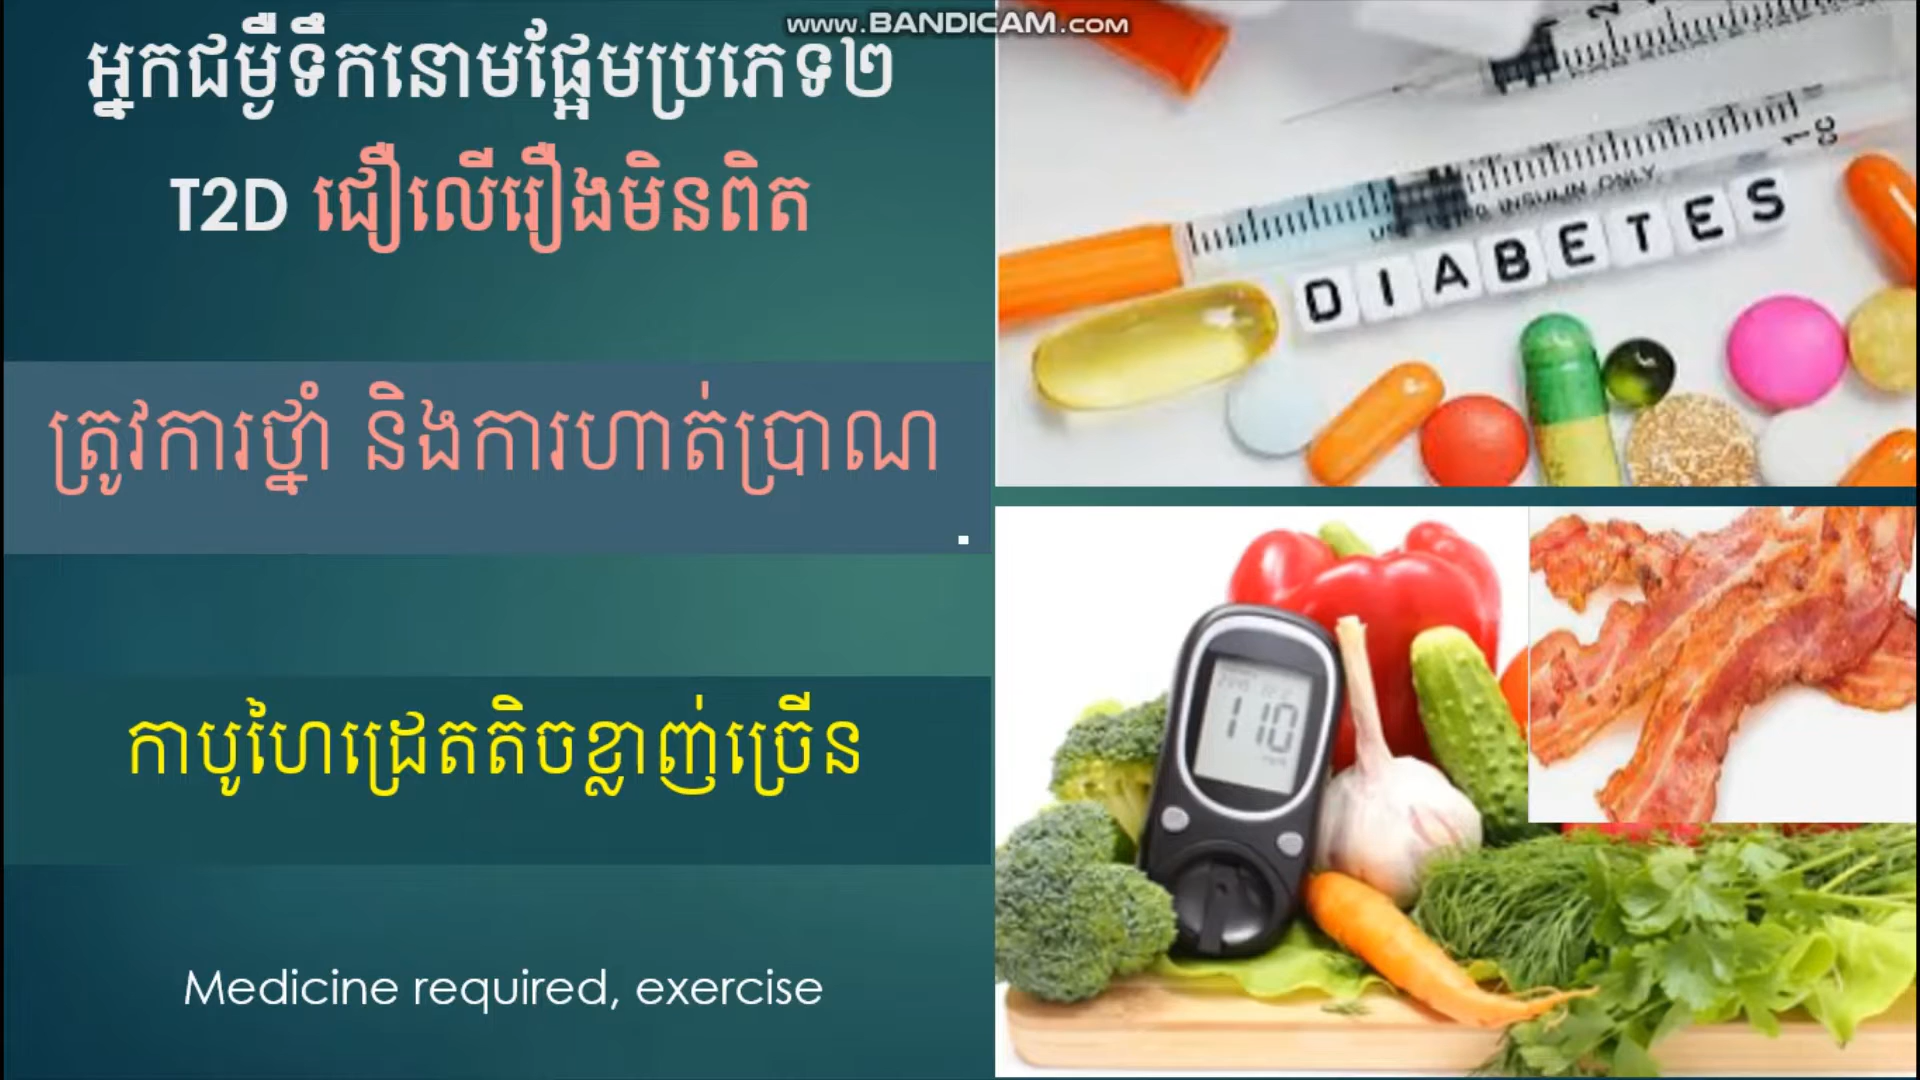 www.BANDICAM.com
អ្នកជម្ងឺទឹកនោមផ្អែមប្រភេទ២
T2D ជឿលើរឿងមិនពិត
ត្រូវការថ្នាំ និងការហាត់ប្រាណ
.
កាបូហៃដ្រេតតិចខ្លាញ់ច្រើន
Medicine required, exercise
1 CC
INSULIN ONLY
DIABETES
110